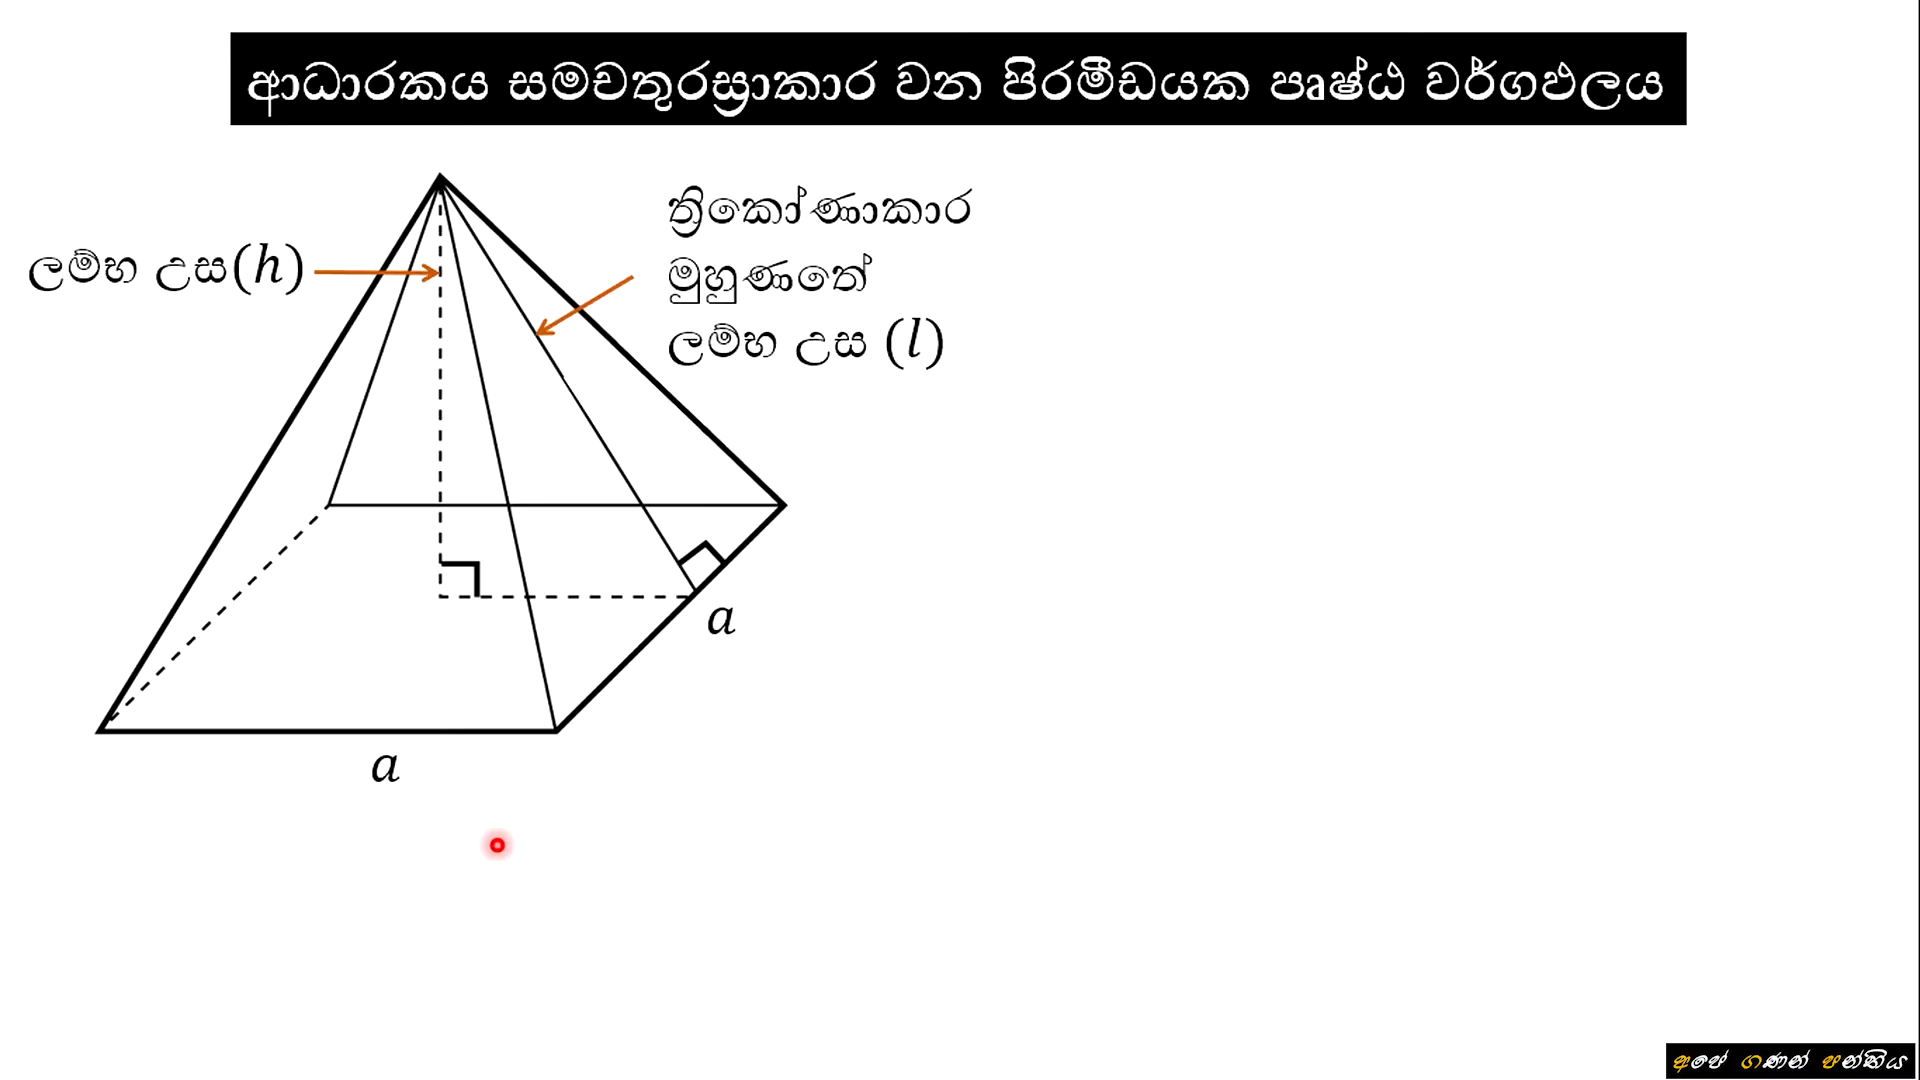 ආධාරකය සමචතුරස්‍රාකාර වන පිරමීඩයක පෘෂ්ඨ වර්ගඵලය
ලම්භ උස(h)
ත්‍රිකෝණාකාර
මුහුණතේ
ලම්භ උස (l)
a
a
අපේ ගණන් පන්තිය